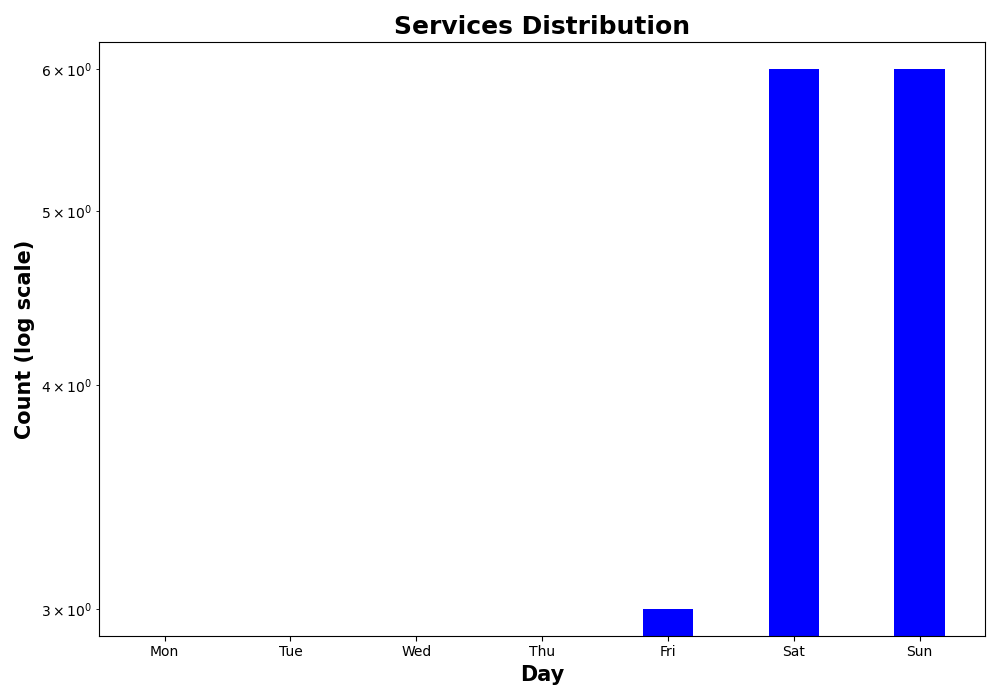 Services Distribution
Count (log scale)
6 × 10⁰
5 × 10⁰
4 × 10⁰
3 × 10⁰
Mon Tue Wed Thu Fri Sat Sun
Day